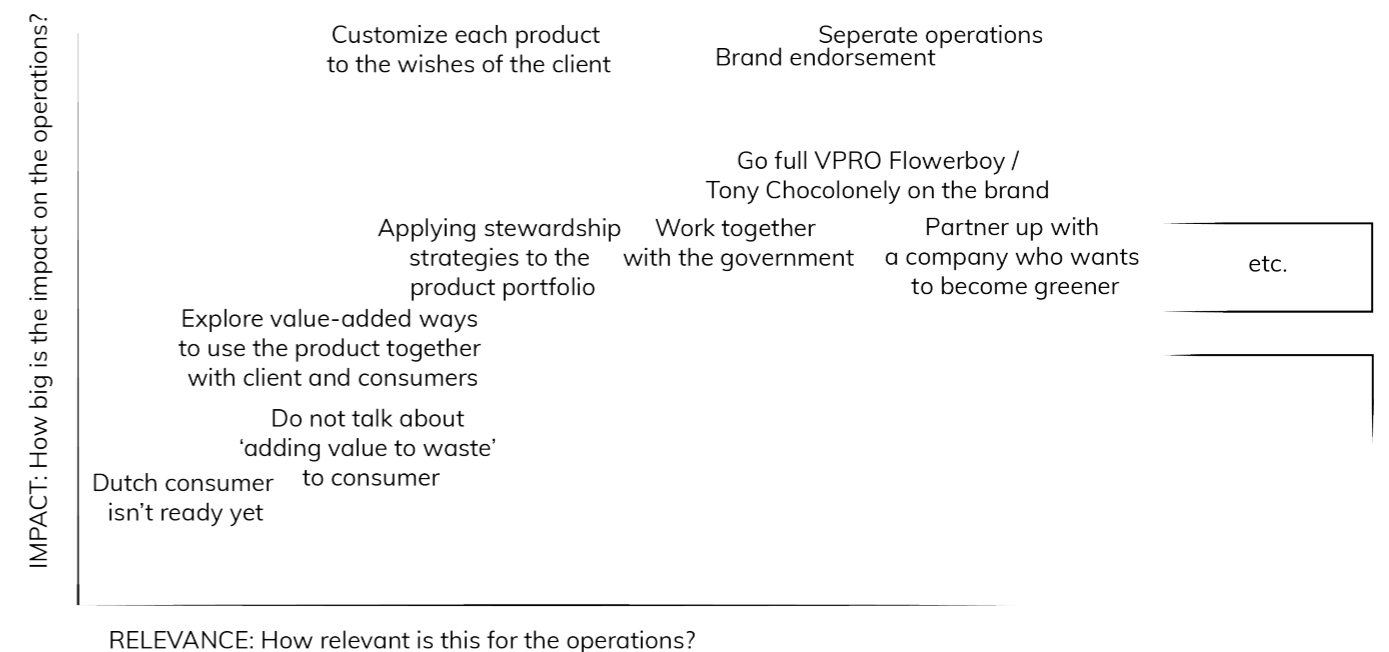 IMPACT: How big is the impact on the operations?
Customize each product
to the wishes of the client
Seperate operations
Brand endorsement
Go full VPRO Flowerboy /
Tony Chocolonely on the brand
Applying stewardship
strategies to the
product portfolio
Work together
with the government
Partner up with
a company who wants
to become greener
etc.
Explore value-added ways
to use the product together
with client and consumers
Do not talk about
‘adding value to waste’
to consumer
Dutch consumer
isn’t ready yet
RELEVANCE: How relevant is this for the operations?